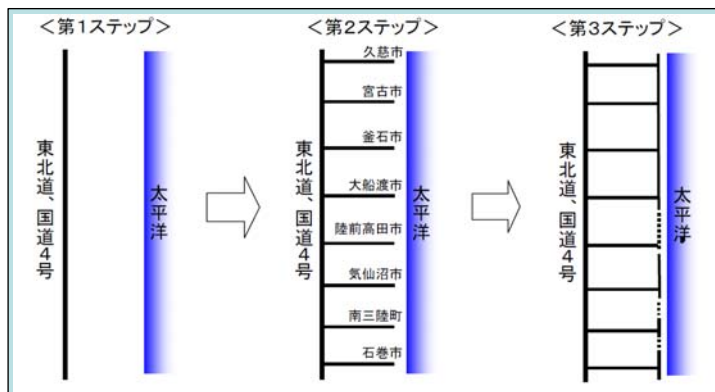 ＜第１ステップ＞
東北道、国道４号
太平洋
＜第２ステップ＞
東北道、国道４号
久慈市
宮古市
釜石市
大船渡市
陸前高田市
気仙沼市
南三陸町
石巻市
太平洋
＜第３ステップ＞
東北道、国道４号
太平洋